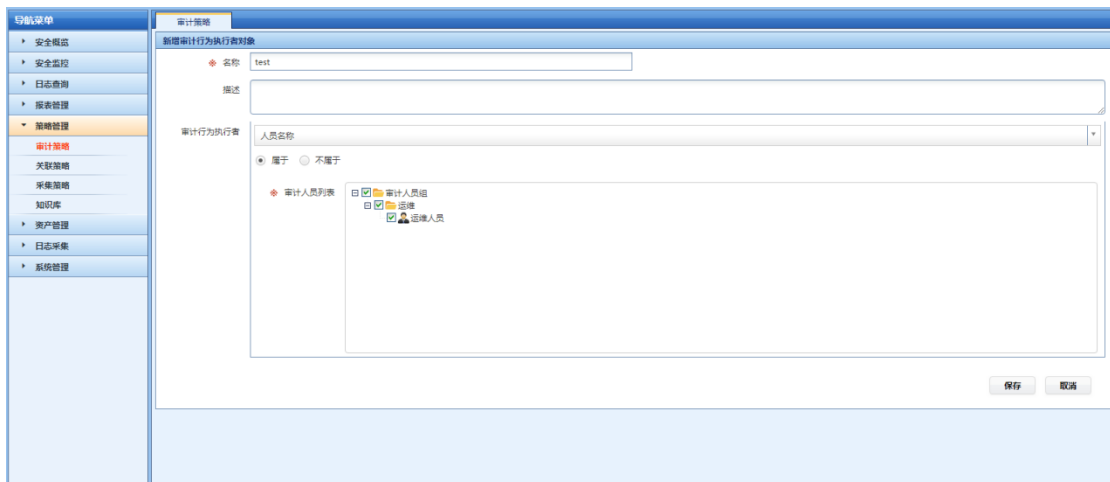 导航菜单
安全概览
安全监控
日志查询
报表管理
策略管理
审计策略
关联策略
采集策略
知识库
资产管理
日志采集
系统管理
审计策略
新增审计行为执行者对象
※ 名称 test
描述
审计行为执行者 人员名称
属于 不属于
※ 审计人员列表 审计人员组
运维
运维人员
保存 取消